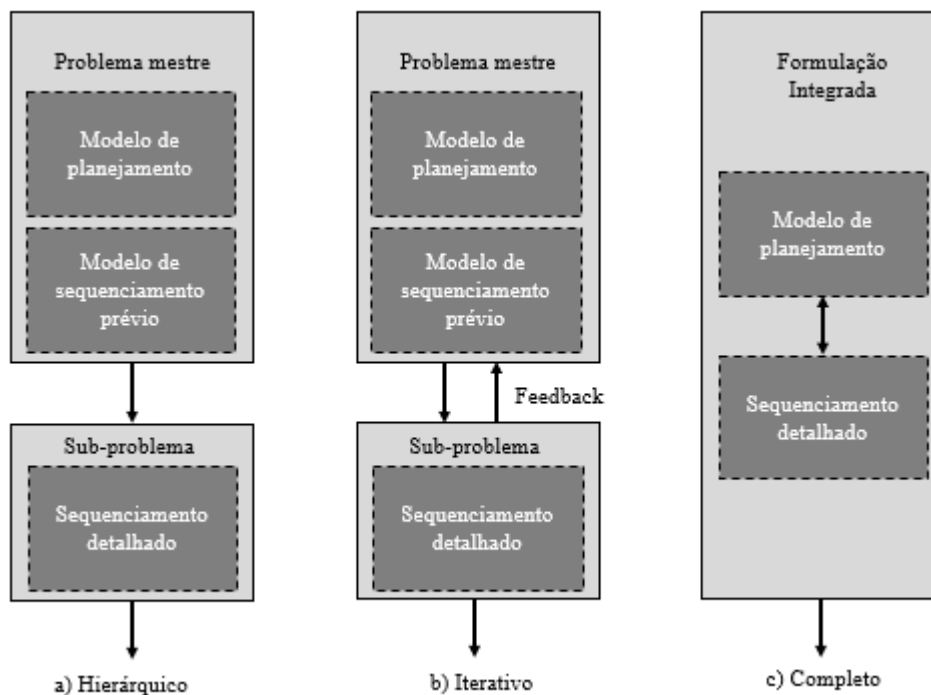 Problema mestre
Modelo de
planejamento
Modelo de
sequenciamento
prévio
Sub-problema
Sequenciamento
detalhado
a) Hierárquico
Problema mestre
Modelo de
planejamento
Modelo de
sequenciamento
prévio
Feedback
Sub-problema
Sequenciamento
detalhado
b) Iterativo
Formulação
Integrada
Modelo de
planejamento
Sequenciamento
detalhado
c) Completo